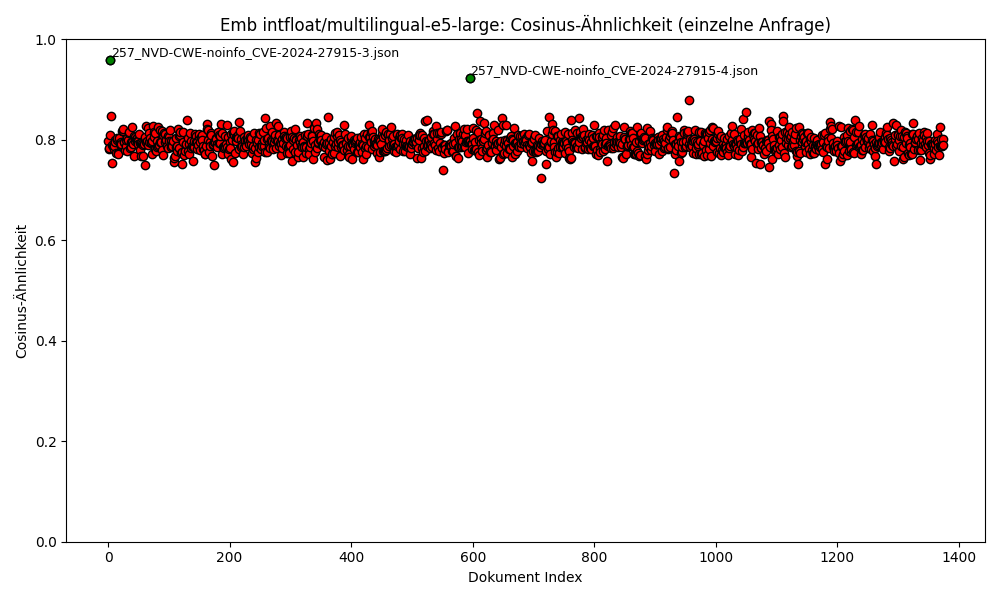 Emb intfloat/multilingual-e5-large: Cosinus-Ähnlichkeit (einzelne Anfrage)
1.0
257_NVD-CWE-noinfo_CVE-2024-27915-3.json
257_NVD-CWE-noinfo_CVE-2024-27915-4.json
0.8
0.6
Cosinus-Ähnlichkeit
0.4
0.2
0.0
0 200 400 600 800 1000 1200 1400
Dokument Index